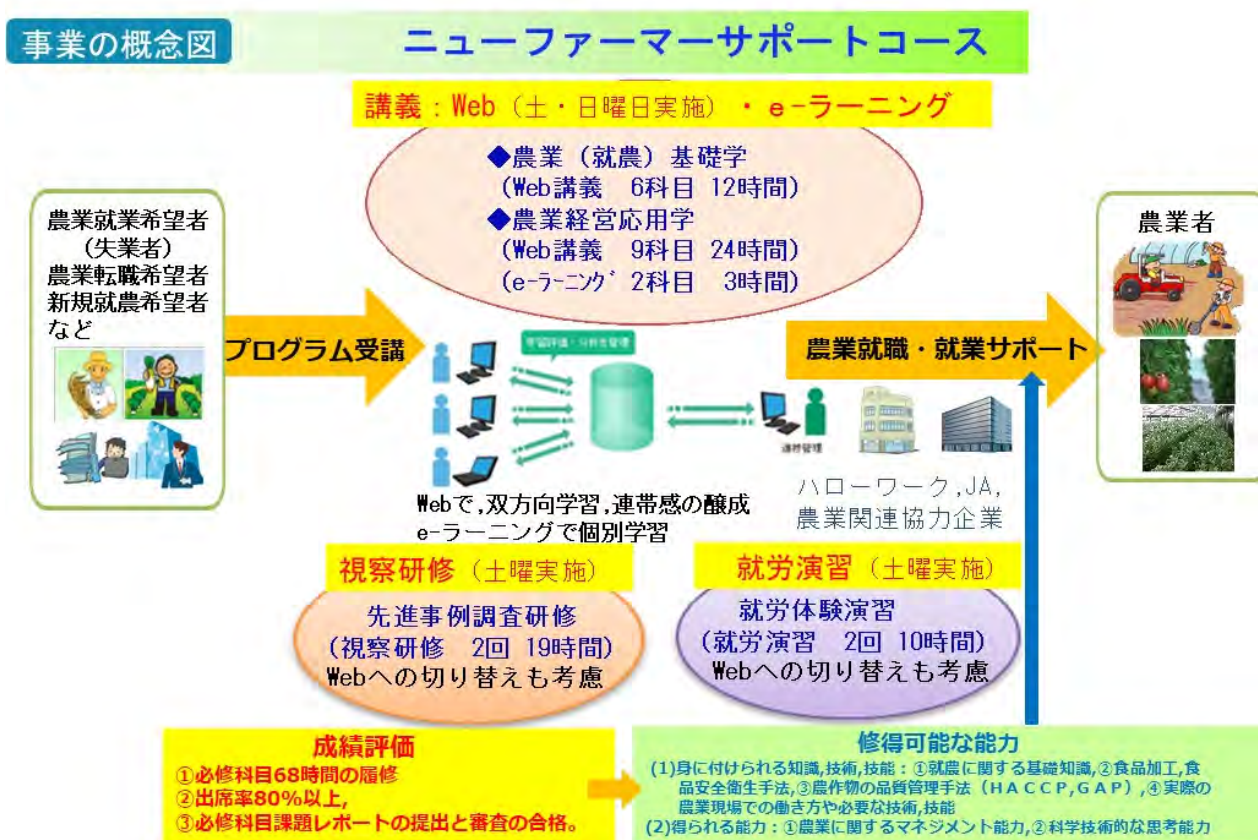 事業の概念図
ニューファーマーサポートコース
講義：Web（土・日曜日実施）・e-ラーニング
◆農業（就農）基礎学
(Web講義 6科目 12時間)
◆農業経営応用学
(Web講義 9科目 24時間)
(e-ラーニング 2科目 3時間)
農業就業希望者
(失業者)
農業転職希望者
新規就農希望者
など
プログラム受講
学習評価・分析を管理
進捗管理
農業就職・就業サポート
農業者
Webで,双方向学習,連帯感の醸成
e-ラーニングで個別学習
ハローワーク,JA,
農業関連協力企業
視察研修（土曜実施）
先進事例調査研修
(視察研修 2回 19時間)
Webへの切り替えも考慮
就労演習（土曜実施）
就労体験演習
(就労演習 2回 10時間)
Webへの切り替えも考慮
成績評価
①必修科目68時間の履修
②出席率80%以上,
③必修科目課題レポートの提出と審査の合格。
修得可能な能力
(1)身に付けられる知識,技術,技能：①就農に関する基礎知識,②食品加工,食
品安全衛生手法,③農作物の品質管理手法（HACCP,GAP）,④実際の
農業現場での働き方や必要な技術,技能
(2)得られる能力：①農業に関するマネジメント能力,②科学技術的な思考能力